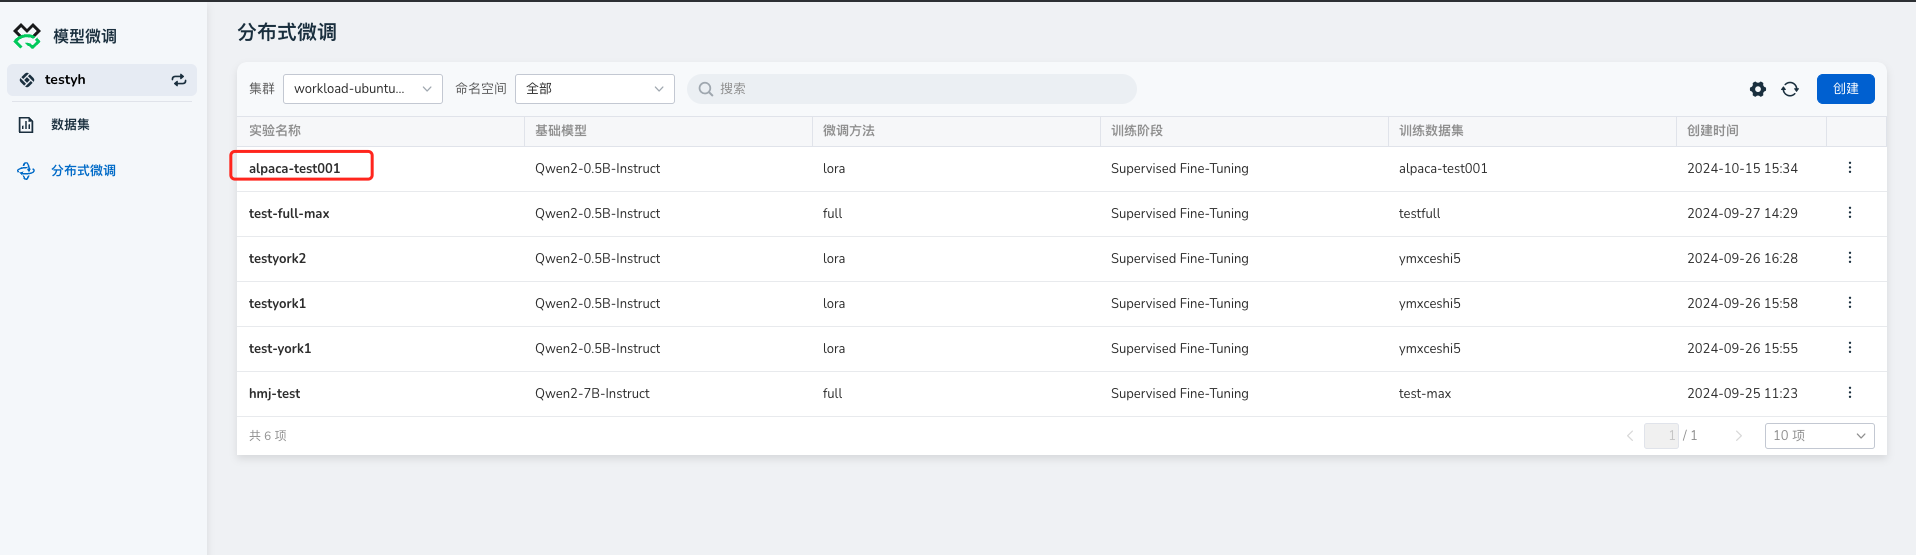 模型微调
testyh
数据集
分布式微调
分布式微调
集群 workload-ubuntu... 命名空间 全部 搜索 创建
实验名称 基础模型 微调方法 训练阶段 训练数据集 创建时间
alpaca-test001 Qwen2-0.5B-Instruct lora Supervised Fine-Tuning alpaca-test001 2024-10-15 15:34
test-full-max Qwen2-0.5B-Instruct full Supervised Fine-Tuning testfull 2024-09-27 14:29
testyork2 Qwen2-0.5B-Instruct lora Supervised Fine-Tuning ymxceshi5 2024-09-26 16:28
testyork1 Qwen2-0.5B-Instruct lora Supervised Fine-Tuning ymxceshi5 2024-09-26 15:58
test-york1 Qwen2-0.5B-Instruct lora Supervised Fine-Tuning ymxceshi5 2024-09-26 15:55
hmj-test Qwen2-7B-Instruct full Supervised Fine-Tuning test-max 2024-09-25 11:23
共 6 项 1 / 1 10 项